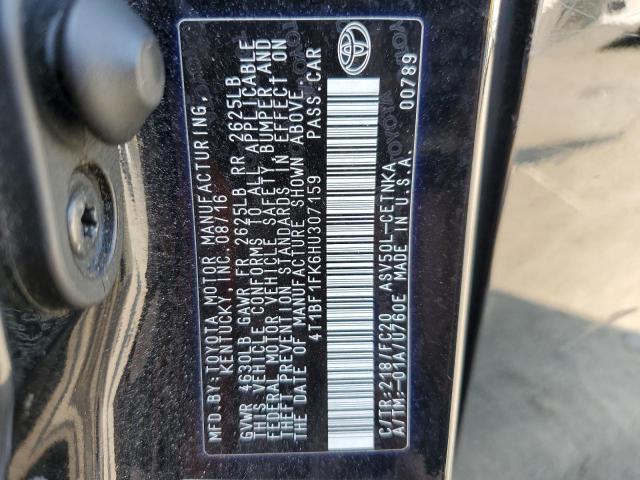 MFD. BY: TOYOTA MOTOR MANUFACTURING,
KENTUCKY, INC. 08/16
GVWR 4630LB GAWR FR 2625LB RR 2625LB
THIS VEHICLE CONFORMS TO ALL APPLICABLE
FEDERAL MOTOR VEHICLE SAFETY, BUMPER AND
THEFT PREVENTION STANDARDS IN EFFECT ON
THE DATE OF MANUFACTURE SHOWN ABOVE.
4T1BF1FK6HU307159 PASS. CAR
C/TR: 218/FC20 ASV50L-CETNKA
A/TM: -01A/U760E MADE IN U.S.A.
00789
TOYOTA